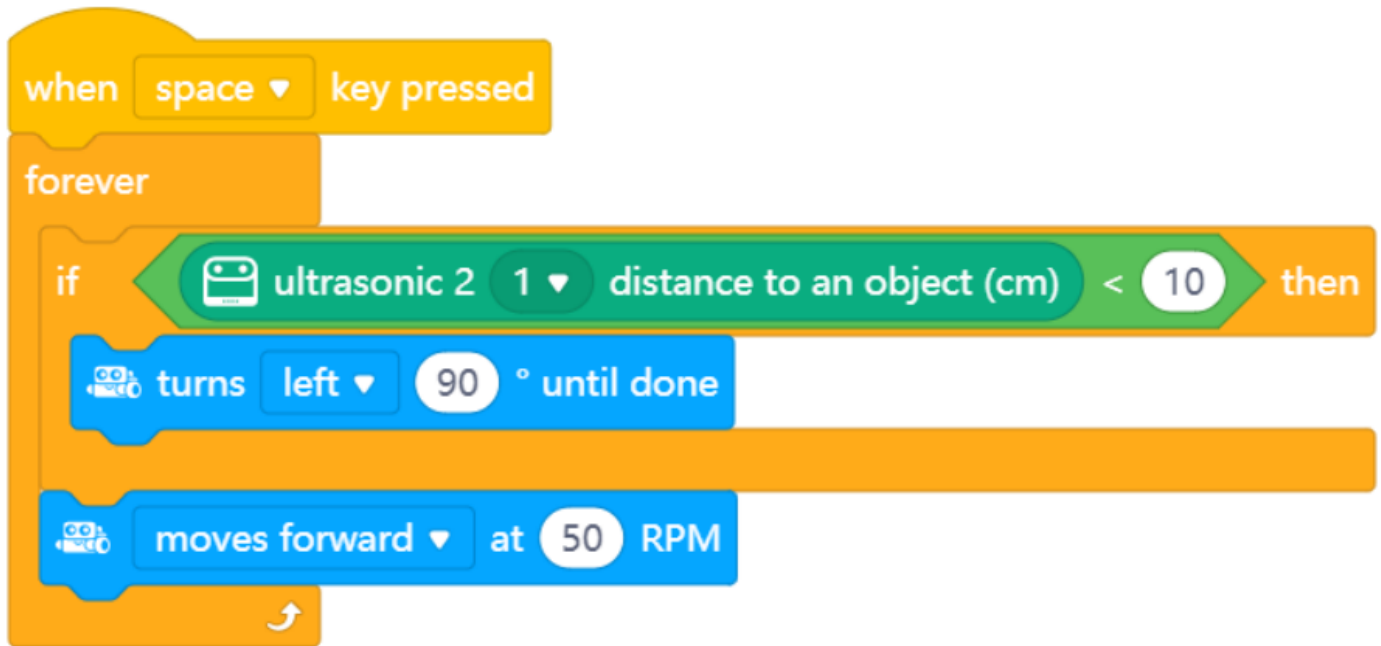 when space key pressed
forever
if ultrasonic 2 1 distance to an object (cm) < 10 then
turns left 90 ° until done
moves forward at 50 RPM